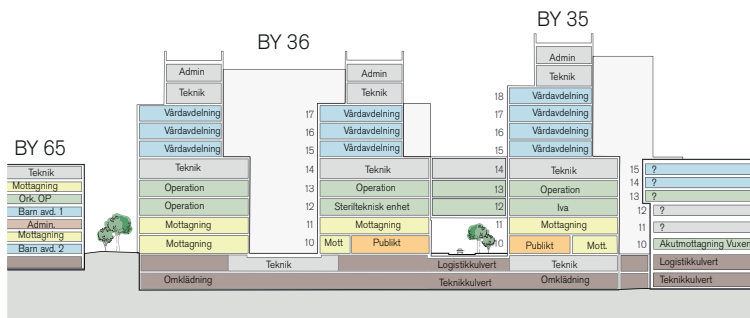 BY 35
BY 36
Admin
Admin Admin
Teknik
Teknik Teknik
18 Vårdavdelning
Vårdavdelning 17 Vårdavdelning 17 Vårdavdelning
Vårdavdelning 16 Vårdavdelning 16 Vårdavdelning
BY 65
Vårdavdelning 15 Vårdavdelning 15 Vårdavdelning
Teknik Teknik 14 Teknik 14 Teknik 15 ?
Mottagning Operation 13 Operation 13 Operation 14 ?
Ork. OP 13 ?
Barn avd. 1 Operation 12 Sterilteknisk enhet 12 Iva 12 ?
Admin. Mottagning 11 Mottagning 11 Mottagning 11 ?
Mottagning
Barn avd. 2 Mottagning 10 Mott Publikt 10 Publikt Mott. 10 Akutmottagning Vuxen
Teknik Logistikkulvert Teknik Logistikkulvert
Omklädning Teknikkulvert Omklädning Teknikkulvert